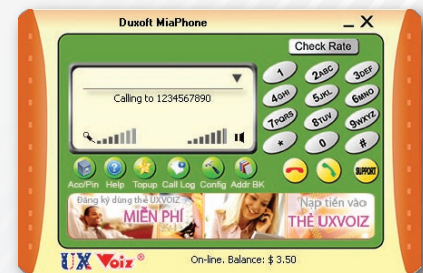 Duxoft MiaPhone
Check Rate
Calling to 1234567890
1 2ABC 3DEF
4GHI 5JKL 6MNO
7PQRS 8TUV 9WXYZ
* 0 #
SUPPORT
Acc/Pin Help Topup Call Log Config Addr BK
Đăng ký dùng thẻ UXVOIZ
MIỄN PHÍ
Nạp tiền vào
THẺ UXVOIZ
UX Voiz ®
On-line. Balance: $ 3.50